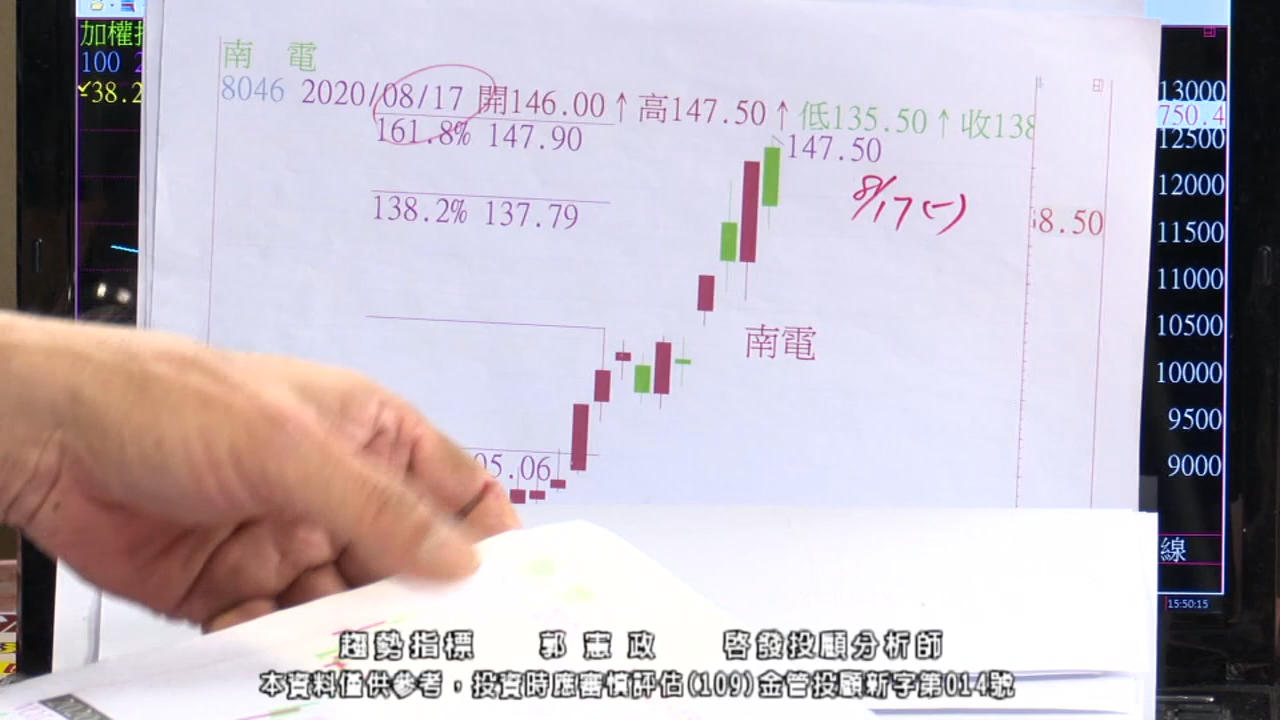 加權
100 2
38.2
南 電
8046 2020/08/17 開146.00↑高147.50↑低135.50↑收138
161.8% 147.90
147.50
138.2% 137.79
8/17(一)
8.50
南電
05.06
13000
750.4
12500
12000
11500
11000
10500
10000
9500
9000
線
15:50:15
趨勢指標 郭憲政 啓發投顧分析師
本資料僅供參考，投資時應審慎評估(109)金管投顧新字第014號